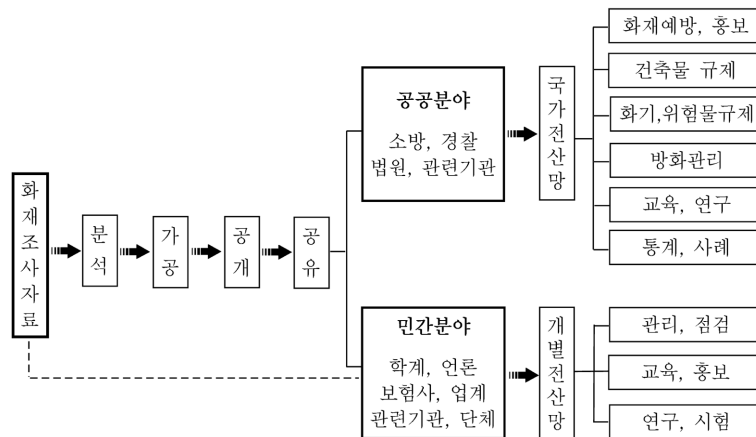 화재조사자료
분석
가공
공개
공유
공공분야
소방, 경찰
법원, 관련기관
국가전산망
화재예방, 홍보
건축물 규제
화기,위험물규제
방화관리
교육, 연구
통계, 사례
민간분야
학계, 언론
보험사, 업계
관련기관, 단체
개별전산망
관리, 점검
교육, 홍보
연구, 시험